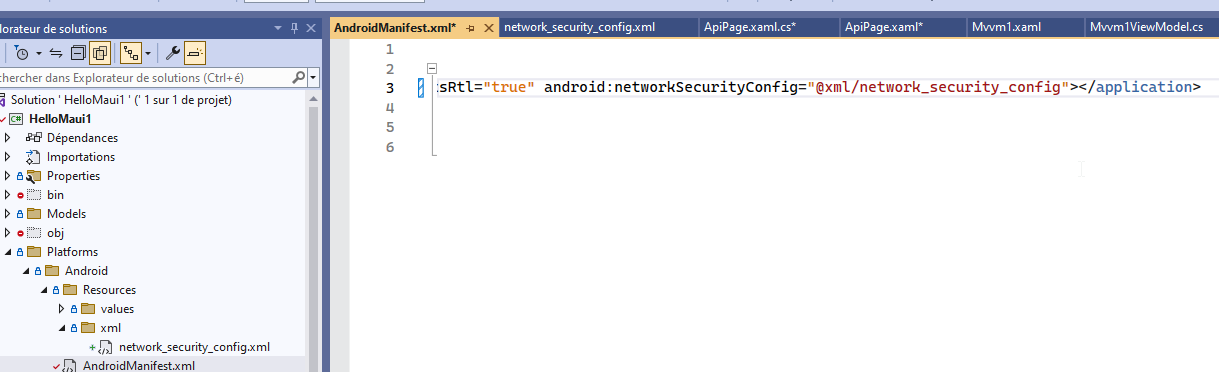 lorateur de solutions
AndroidManifest.xml*
network_security_config.xml
ApiPage.xaml.cs*
ApiPage.xaml*
Mvvm1.xaml
Mvvm1ViewModel.cs
chercher dans Explorateur de solutions (Ctrl+é)
Solution ' HelloMaui1 ' (' 1 sur 1 de projet)
C# HelloMaui1
Dépendances
Importations
Properties
bin
Models
obj
Platforms
Android
Resources
values
xml
network_security_config.xml
AndroidManifest.xml
1
2
3 sRtl="true" android:networkSecurityConfig="@xml/network_security_config"></application>
4
5
6